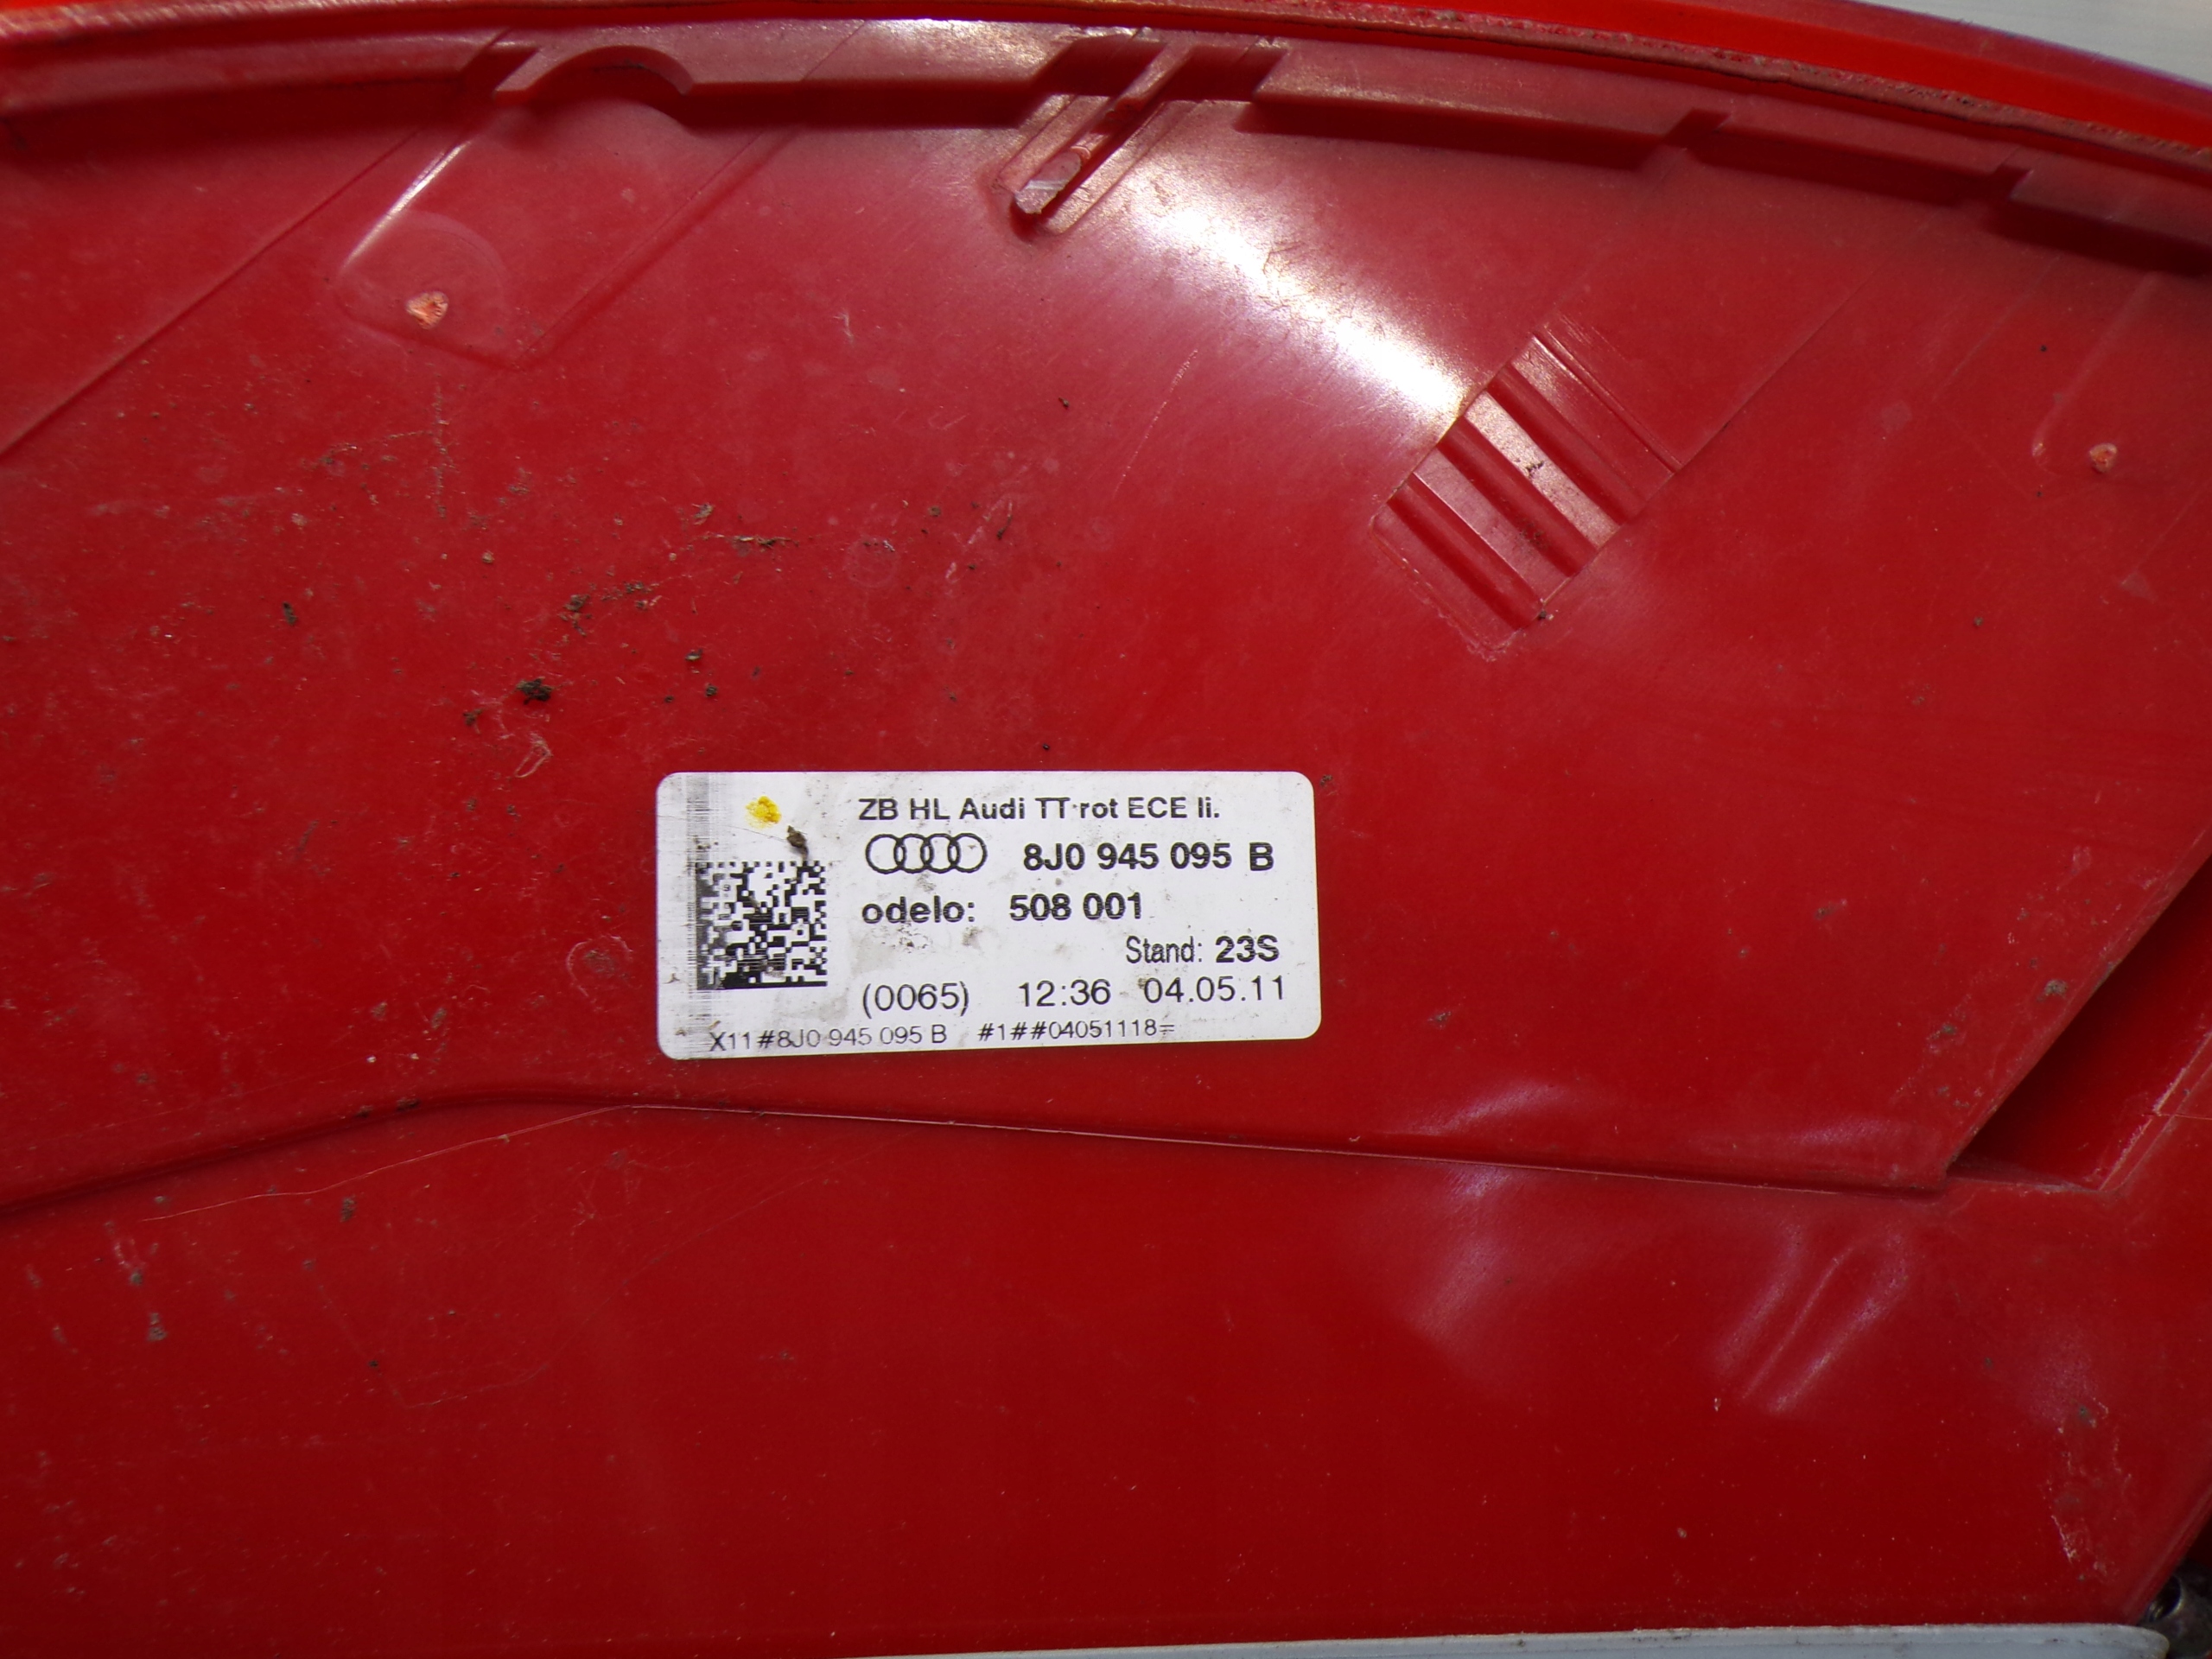 ZB HL Audi TT rot ECE li.
8J0 945 095 B
odelo: 508 001
Stand: 23S
(0065) 12:36 04.05.11
X11#8J0 945 095 B #1##04051118=